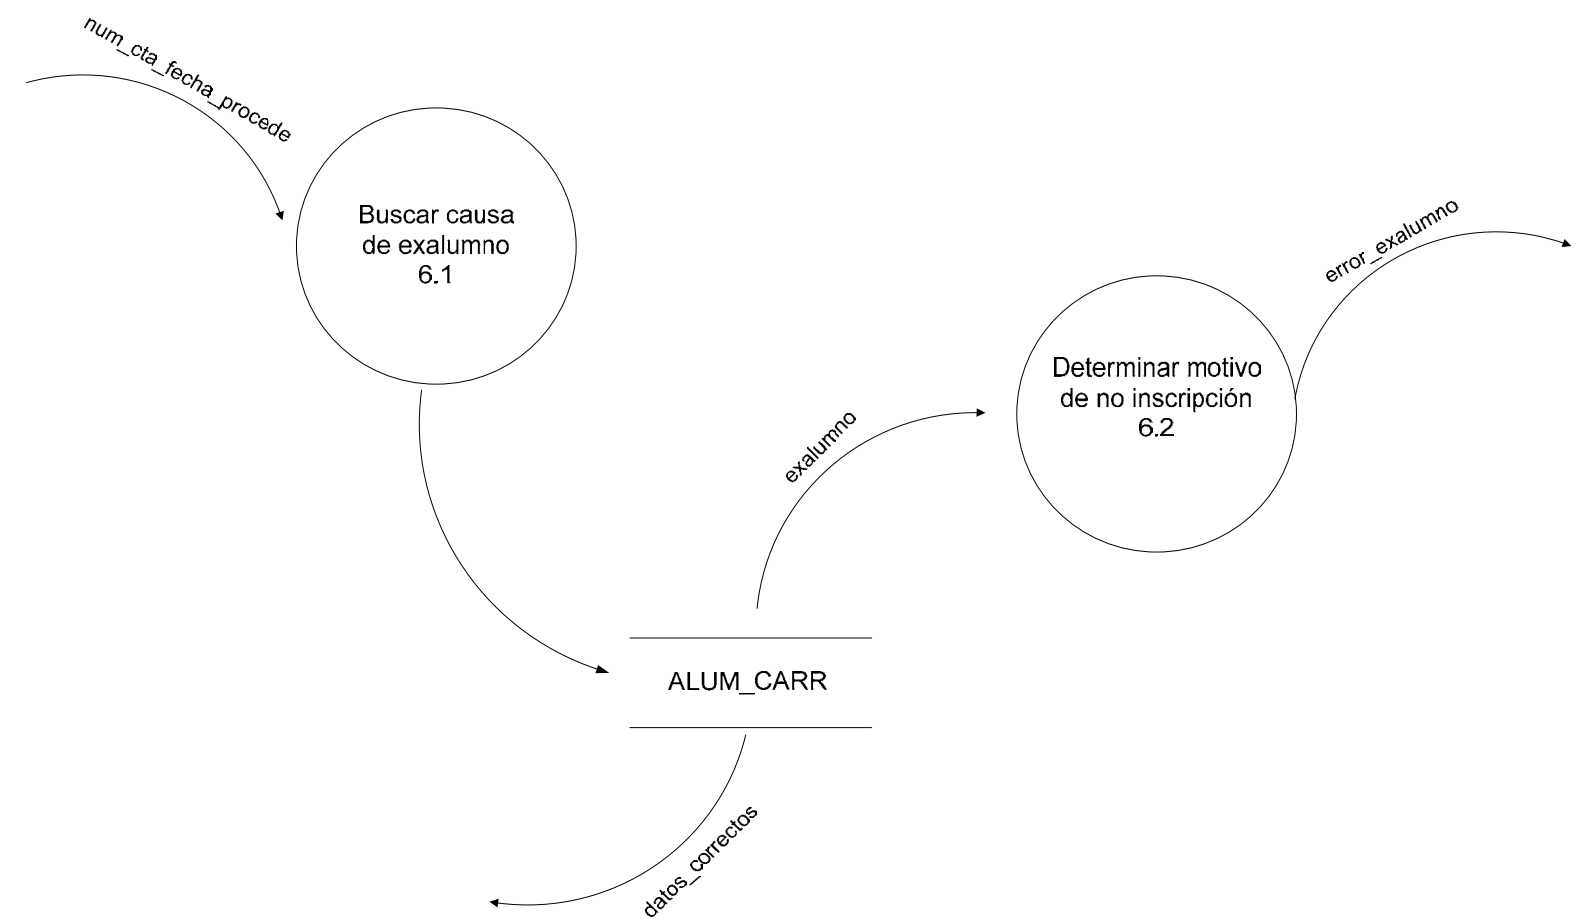 num_cta_fecha_procede
Buscar causa
de exalumno
6.1
error_exalumno
Determinar motivo
de no inscripción
6.2
exalumno
ALUM_CARR
datos_correctos